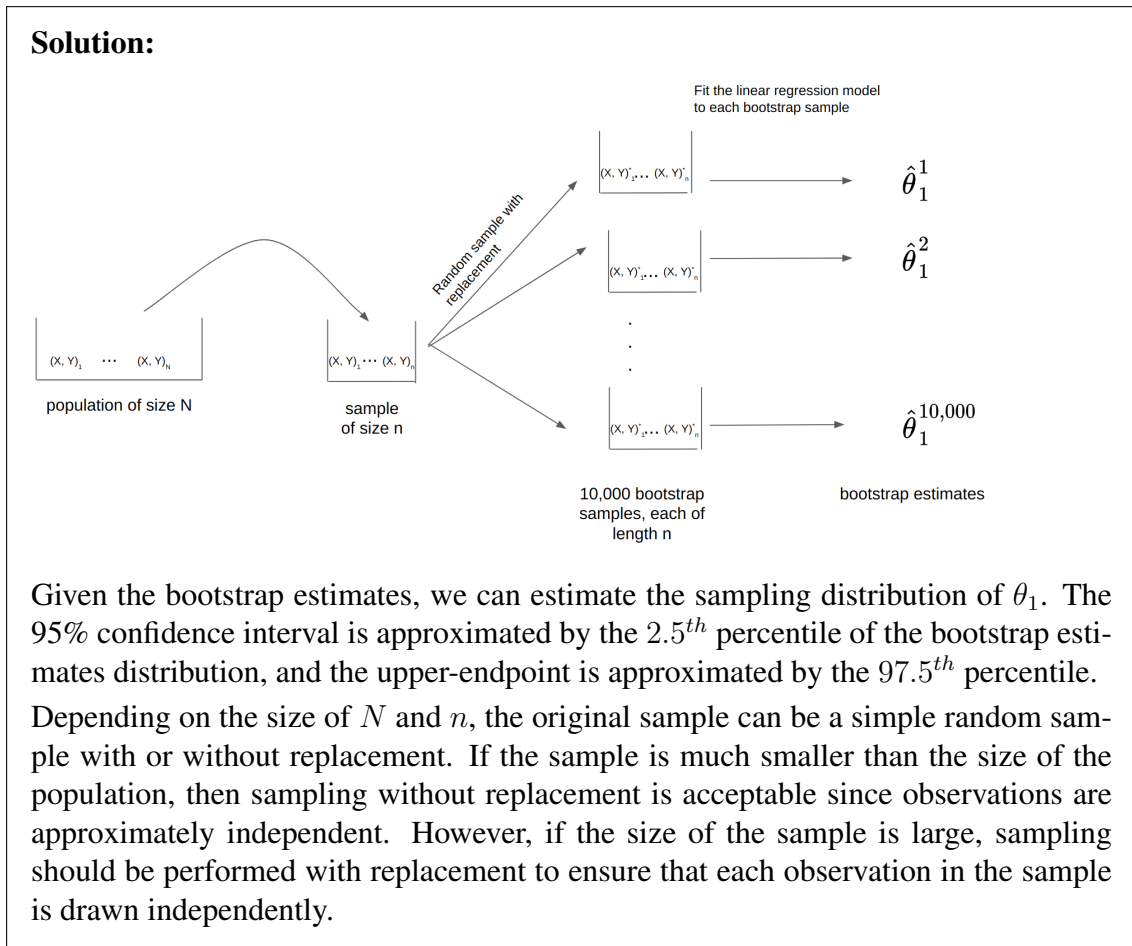 Solution:
Fit the linear regression model
to each bootstrap sample
(X, Y)*₁... (X, Y)*ₙ
θ̂₁¹
Random sample with
replacement
(X, Y)*₁... (X, Y)*ₙ
θ̂₁²
(X, Y)₁ ... (X, Y)_N
population of size N
(X, Y)₁ ... (X, Y)ₙ
sample
of size n
.
.
.
(X, Y)*₁... (X, Y)*ₙ
θ̂₁^10,000
10,000 bootstrap
samples, each of
length n
bootstrap estimates
Given the bootstrap estimates, we can estimate the sampling distribution of θ₁. The
95% confidence interval is approximated by the 2.5ᵗʰ percentile of the bootstrap esti-
mates distribution, and the upper-endpoint is approximated by the 97.5ᵗʰ percentile.
Depending on the size of N and n, the original sample can be a simple random sam-
ple with or without replacement. If the sample is much smaller than the size of the
population, then sampling without replacement is acceptable since observations are
approximately independent. However, if the size of the sample is large, sampling
should be performed with replacement to ensure that each observation in the sample
is drawn independently.